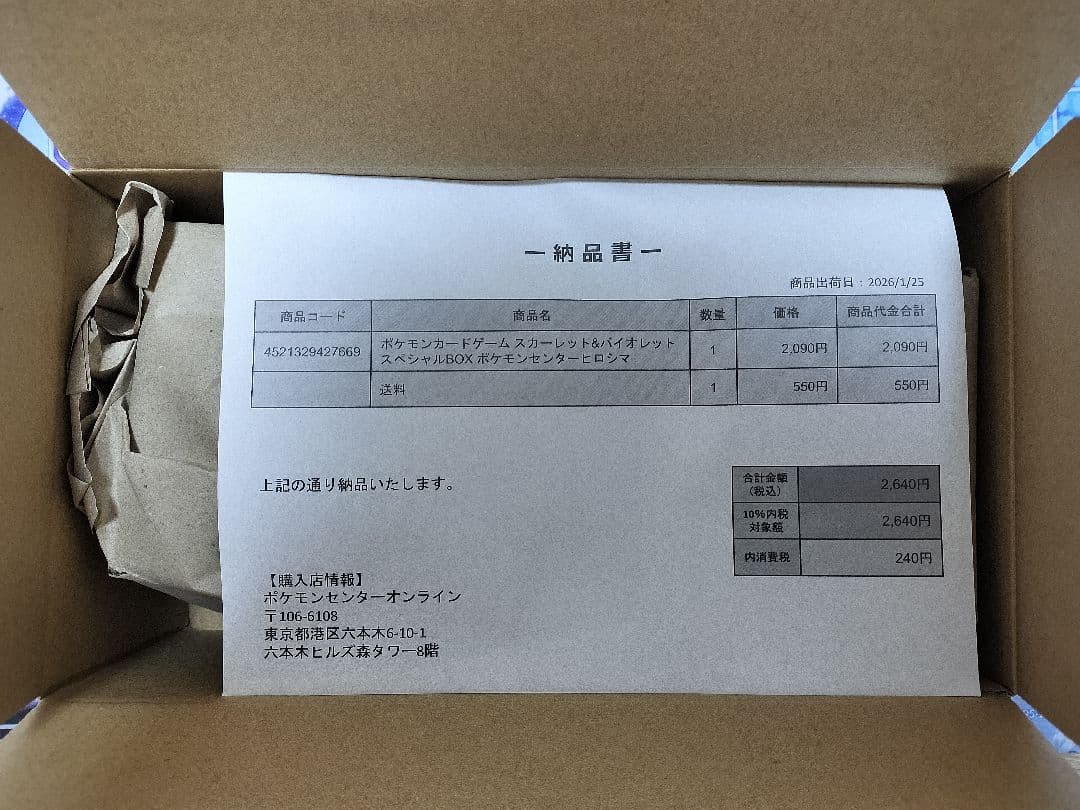 ー納品書ー
商品出荷日：2026/1/25
商品コード 商品名 数量 価格 商品代金合計
4521329427669 ポケモンカードゲーム スカーレット&バイオレット 1 2,090円 2,090円
スペシャルBOX ポケモンセンターヒロシマ
送料 1 550円 550円
上記の通り納品いたします。
合計金額 2,640円
(税込)
10%内税 2,640円
対象額
内消費税 240円
【購入店情報】
ポケモンセンターオンライン
〒106-6108
東京都港区六本木6-10-1
六本木ヒルズ森タワー8階